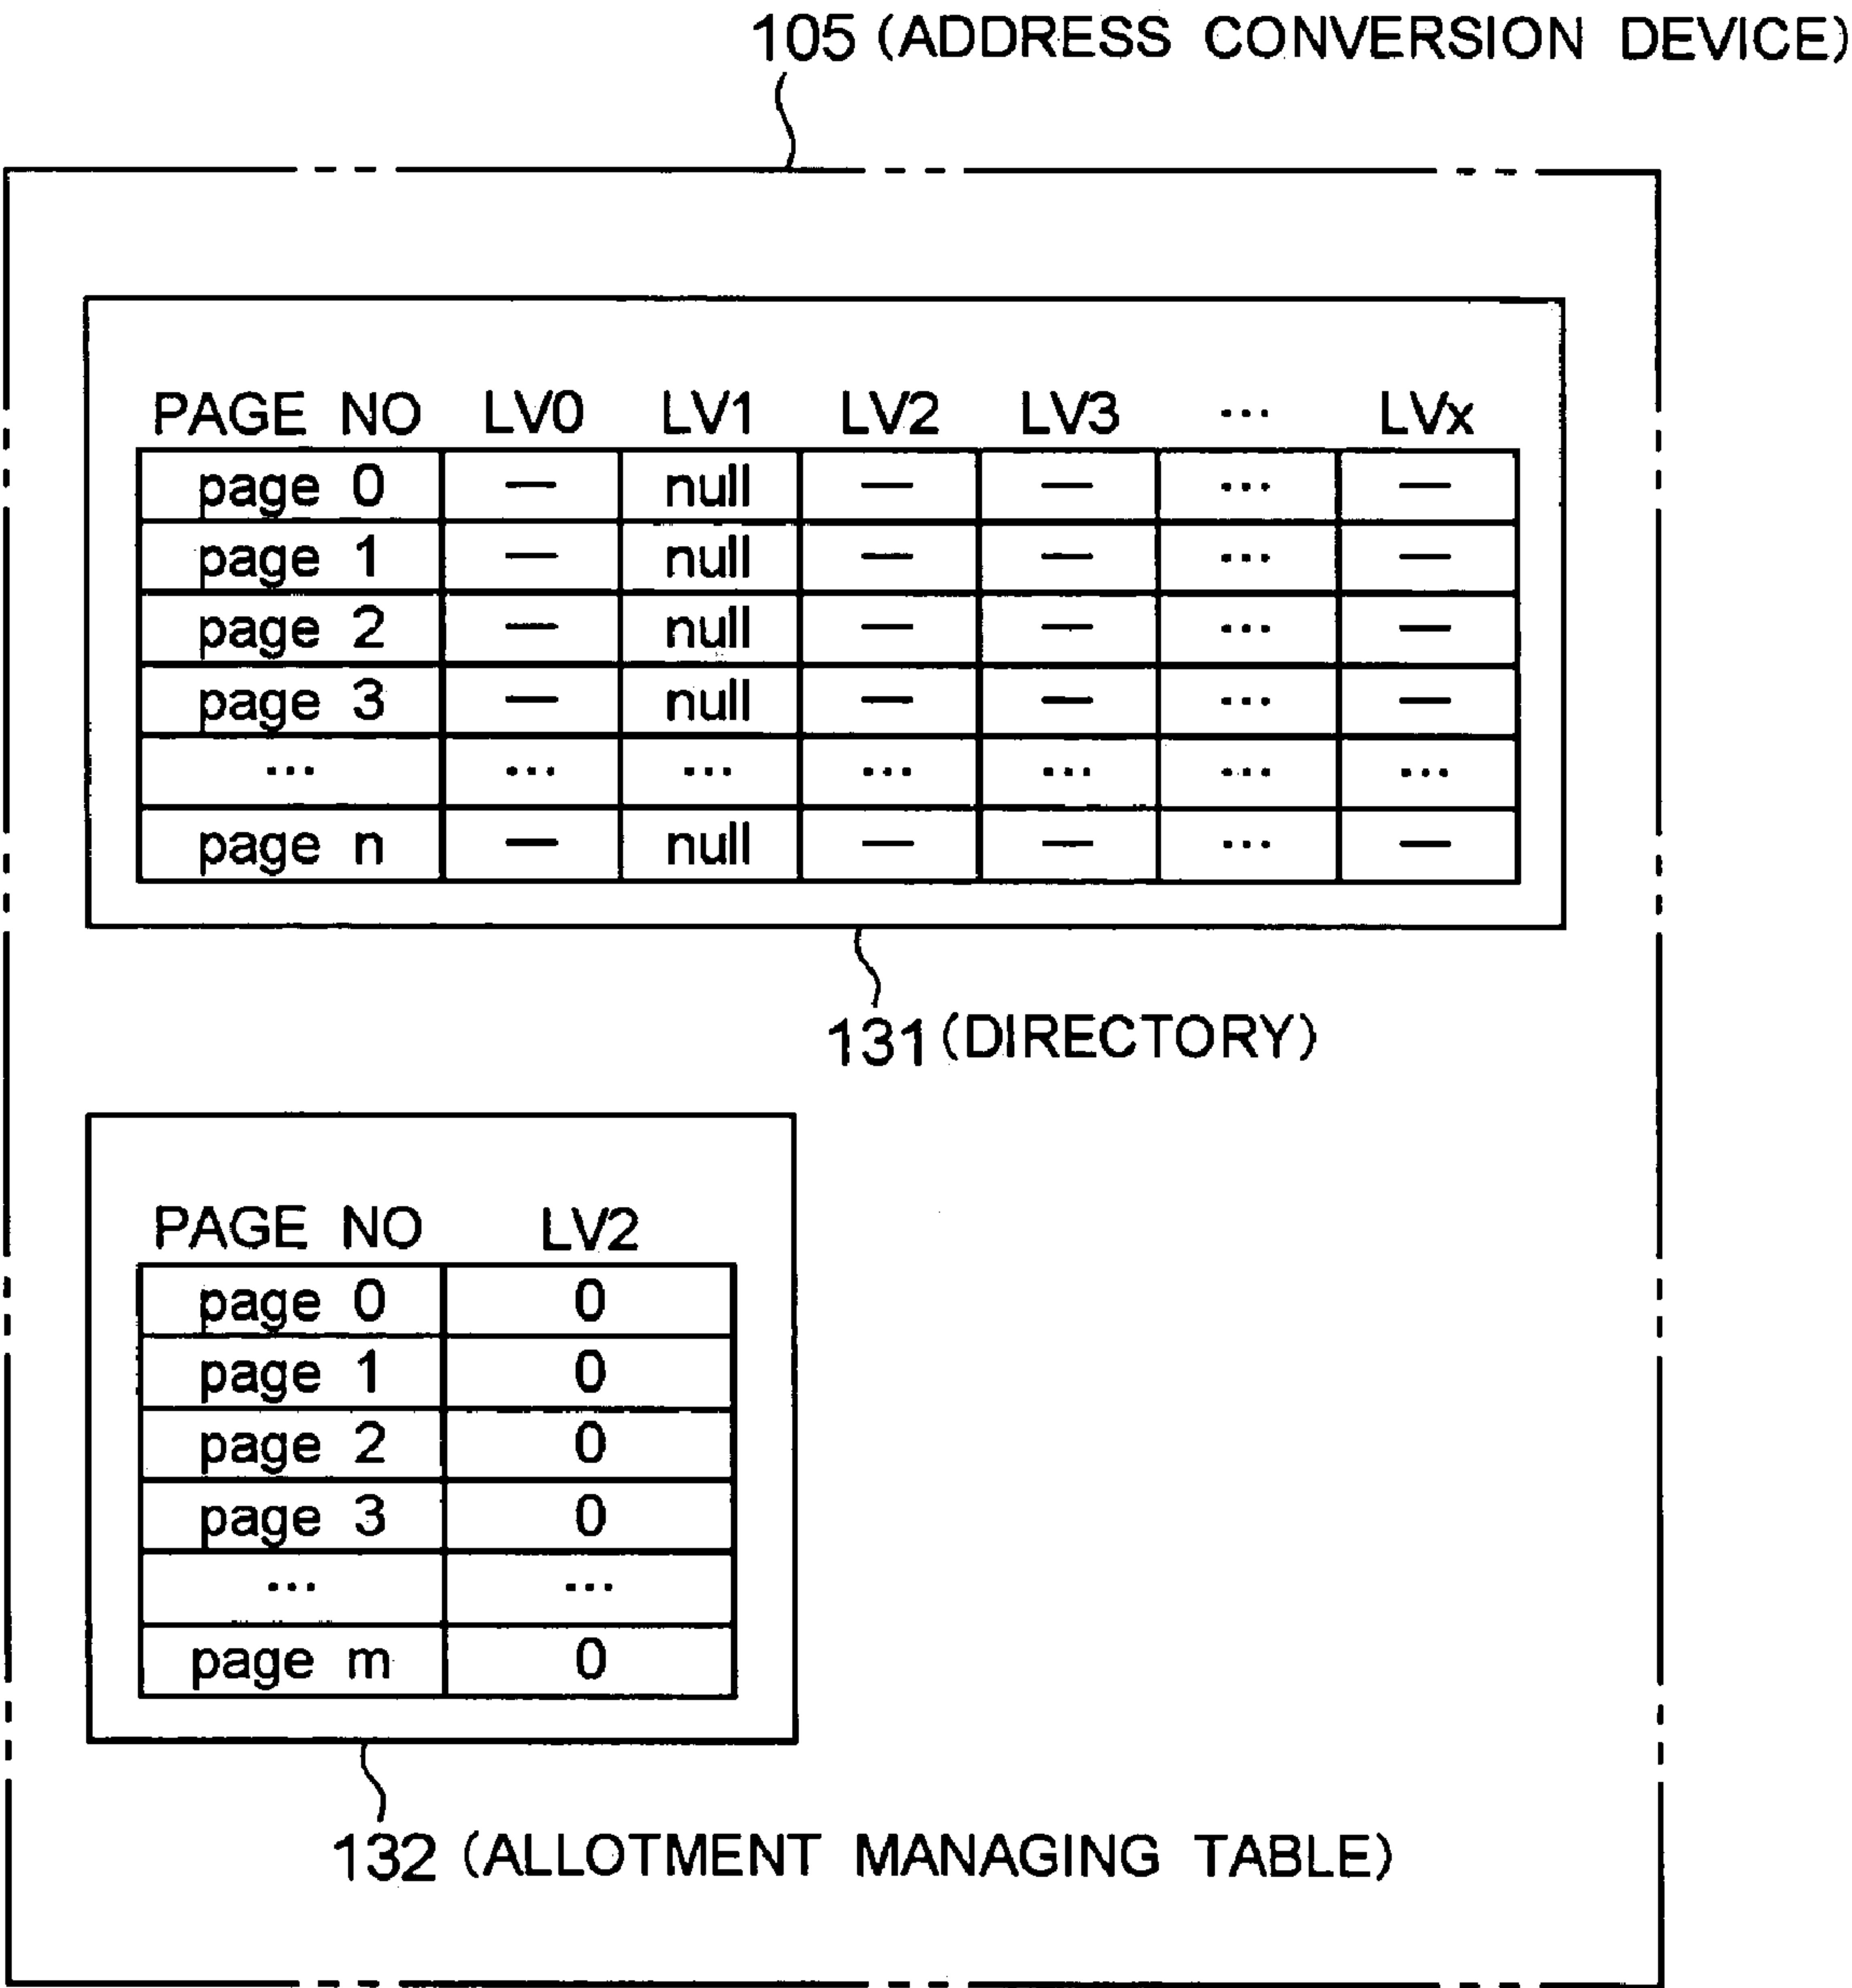 105 (ADDRESS CONVERSION DEVICE)
PAGE NO LV0 LV1 LV2 LV3 ... LVx
page 0 — null — — ... —
page 1 — null — — ... —
page 2 — null — — ... —
page 3 — null — — ... —
... ... ... ... ... ... ...
page n — null — — ... —
131 (DIRECTORY)
PAGE NO LV2
page 0 0
page 1 0
page 2 0
page 3 0
... ...
page m 0
132 (ALLOTMENT MANAGING TABLE)